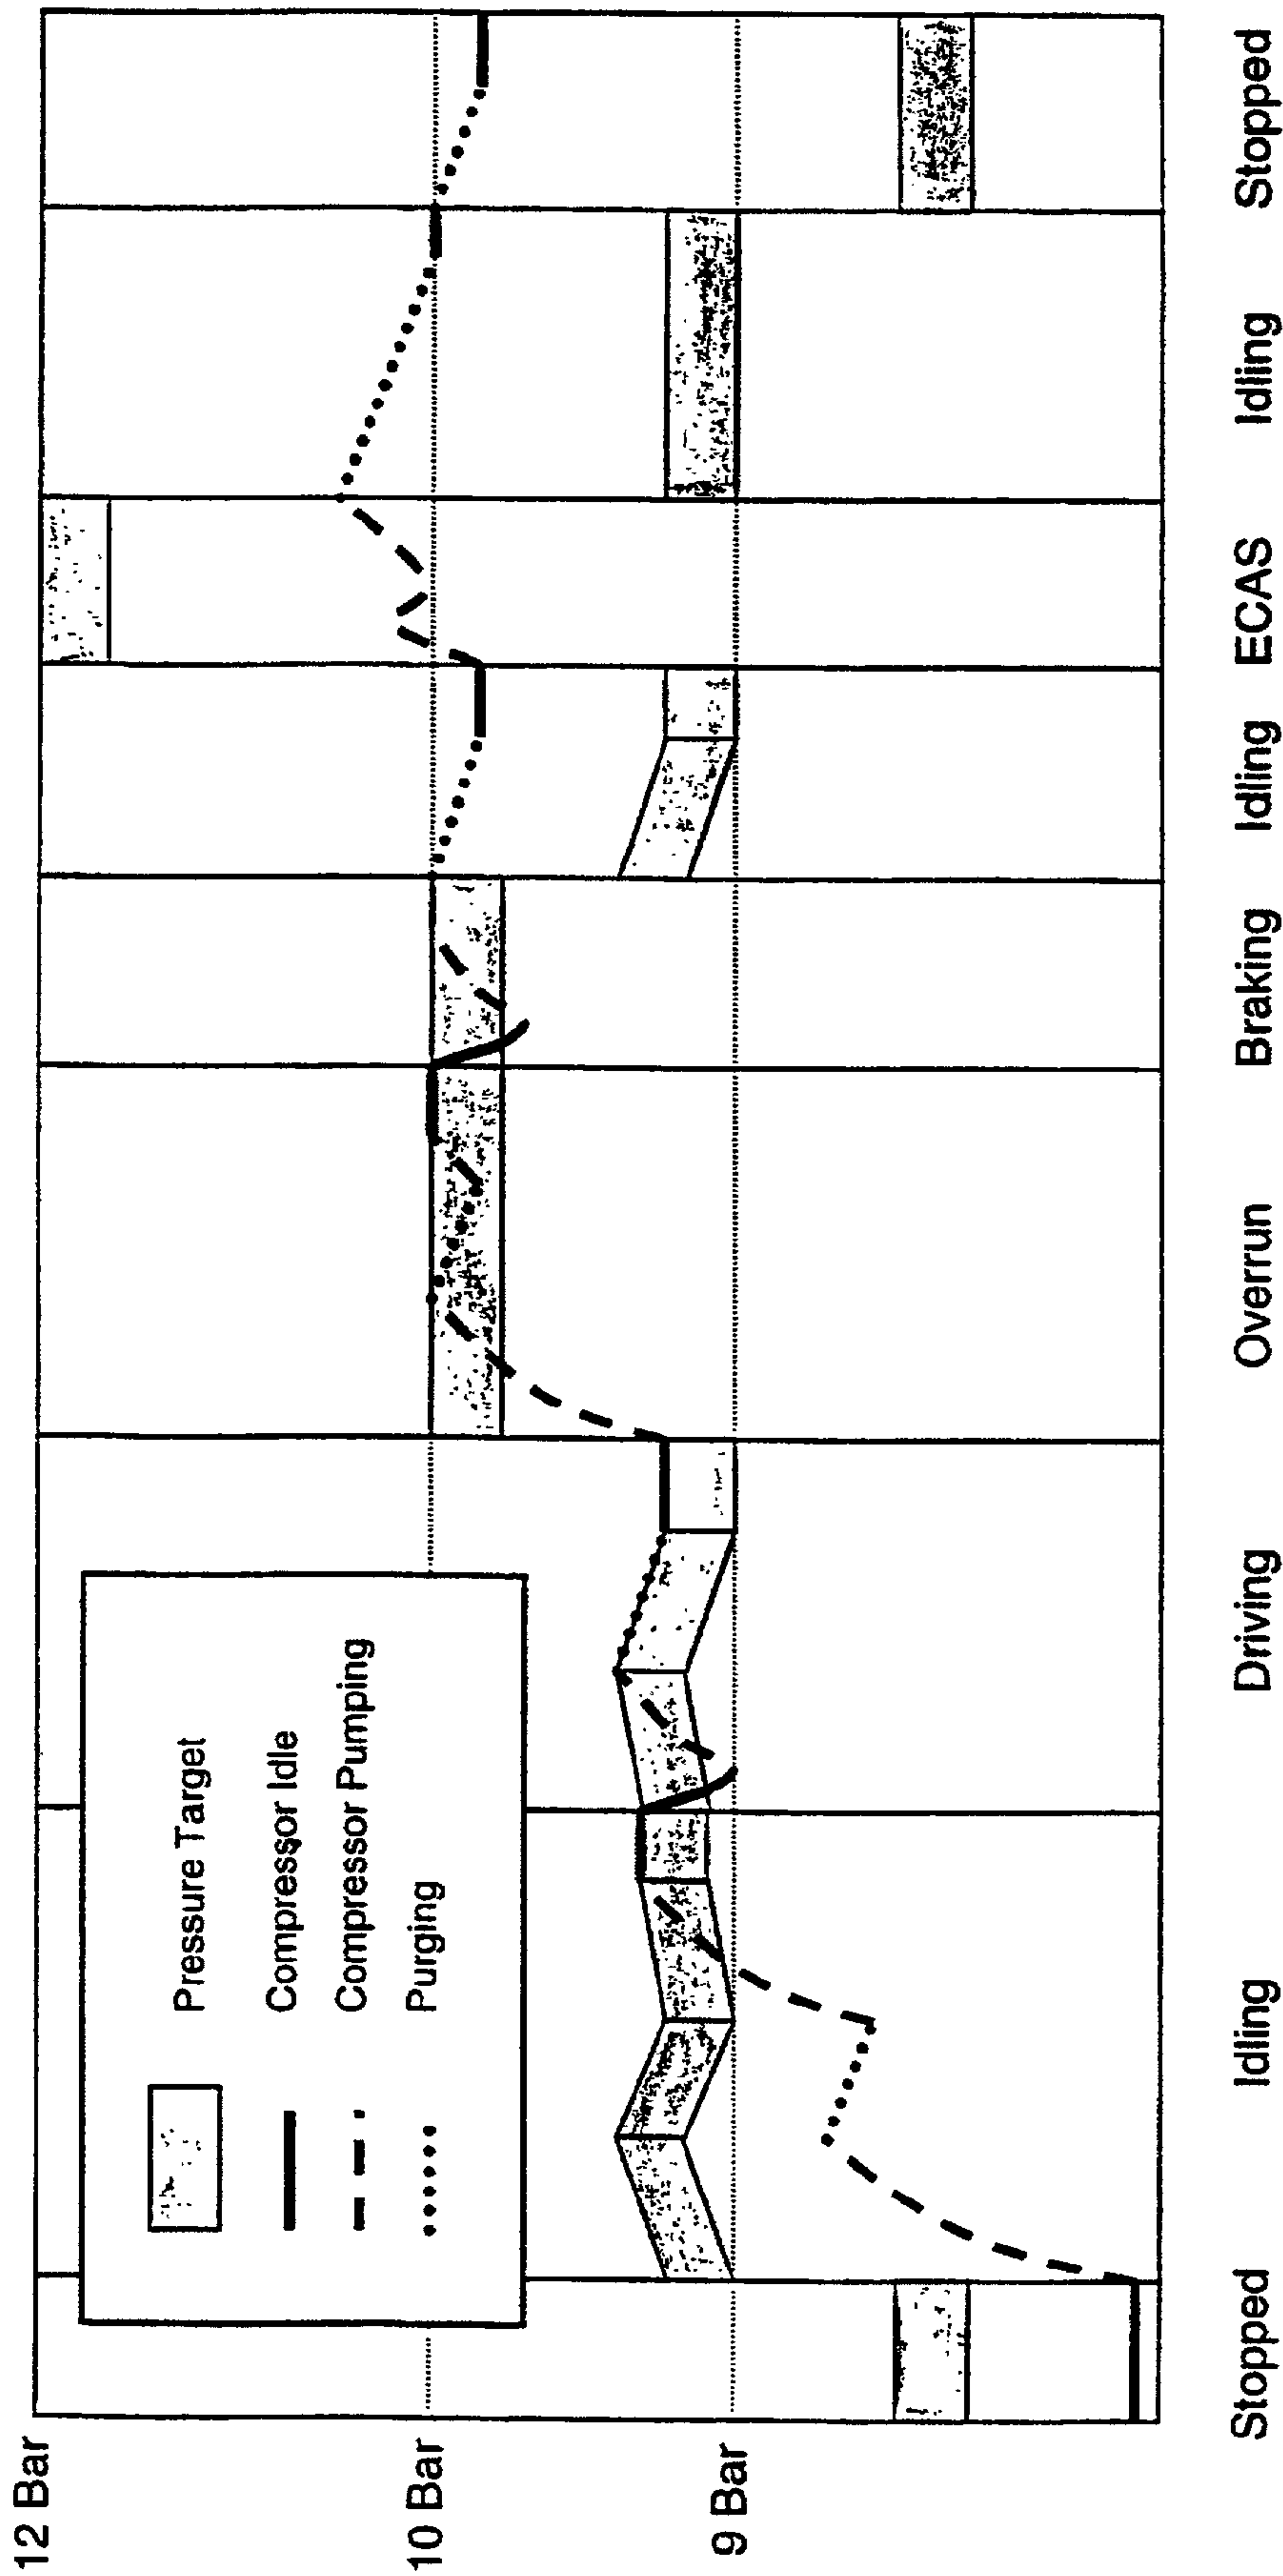 12 Bar
10 Bar
9 Bar
Pressure Target
Compressor Idle
Compressor Pumping
Purging
Stopped
Idling
Driving
Overrun
Braking
Idling
ECAS
Idling
Stopped